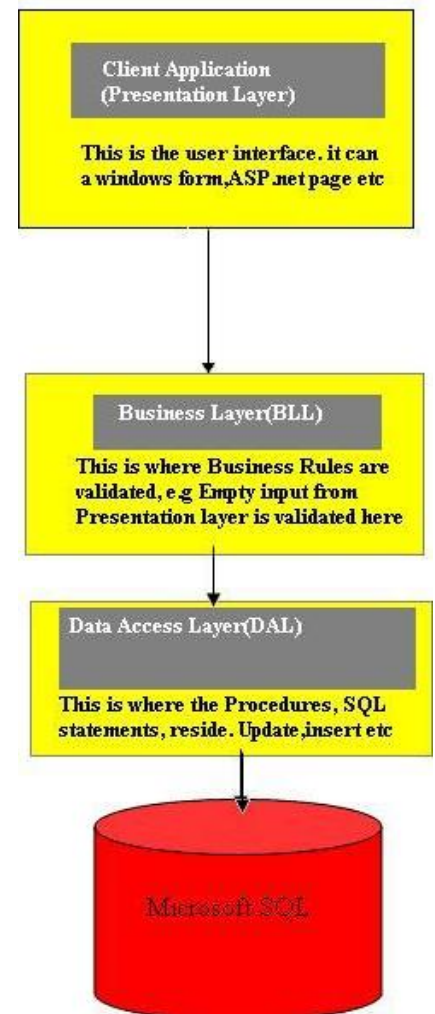 Client Application
(Presentation Layer)
This is the user interface. it can
a windows form,ASP.net page etc
Business Layer(BLL)
This is where Business Rules are
validated, e.g Empty input from
Presentation layer is validated here
Data Access Layer(DAL)
This is where the Procedures, SQL
statements, reside. Update,insert etc
Microsoft SQL